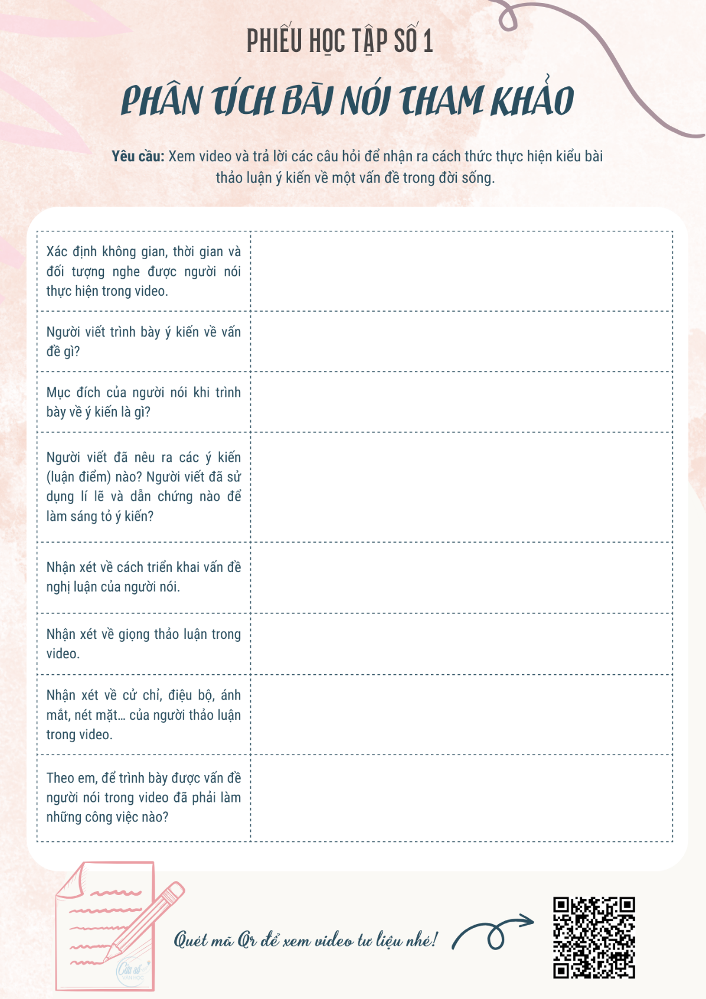 PHIẾU HỌC TẬP SỐ 1
PHÂN TÍCH BÀI NÓI THAM KHẢO
Yêu cầu: Xem video và trả lời các câu hỏi để nhận ra cách thức thực hiện kiểu bài
thảo luận ý kiến về một vấn đề trong đời sống.
Xác định không gian, thời gian và
đối tượng nghe được người nói
thực hiện trong video.
Người viết trình bày ý kiến về vấn
đề gì?
Mục đích của người nói khi trình
bày về ý kiến là gì?
Người viết đã nêu ra các ý kiến
(luận điểm) nào? Người viết đã sử
dụng lí lẽ và dẫn chứng nào để
làm sáng tỏ ý kiến?
Nhận xét về cách triển khai vấn đề
nghị luận của người nói.
Nhận xét về giọng thảo luận trong
video.
Nhận xét về cử chỉ, điệu bộ, ánh
mắt, nét mặt... của người thảo luận
trong video.
Theo em, để trình bày được vấn đề
người nói trong video đã phải làm
những công việc nào?
Quét mã Qr để xem video tư liệu nhé!
Cửa sổ
VĂN HỌC